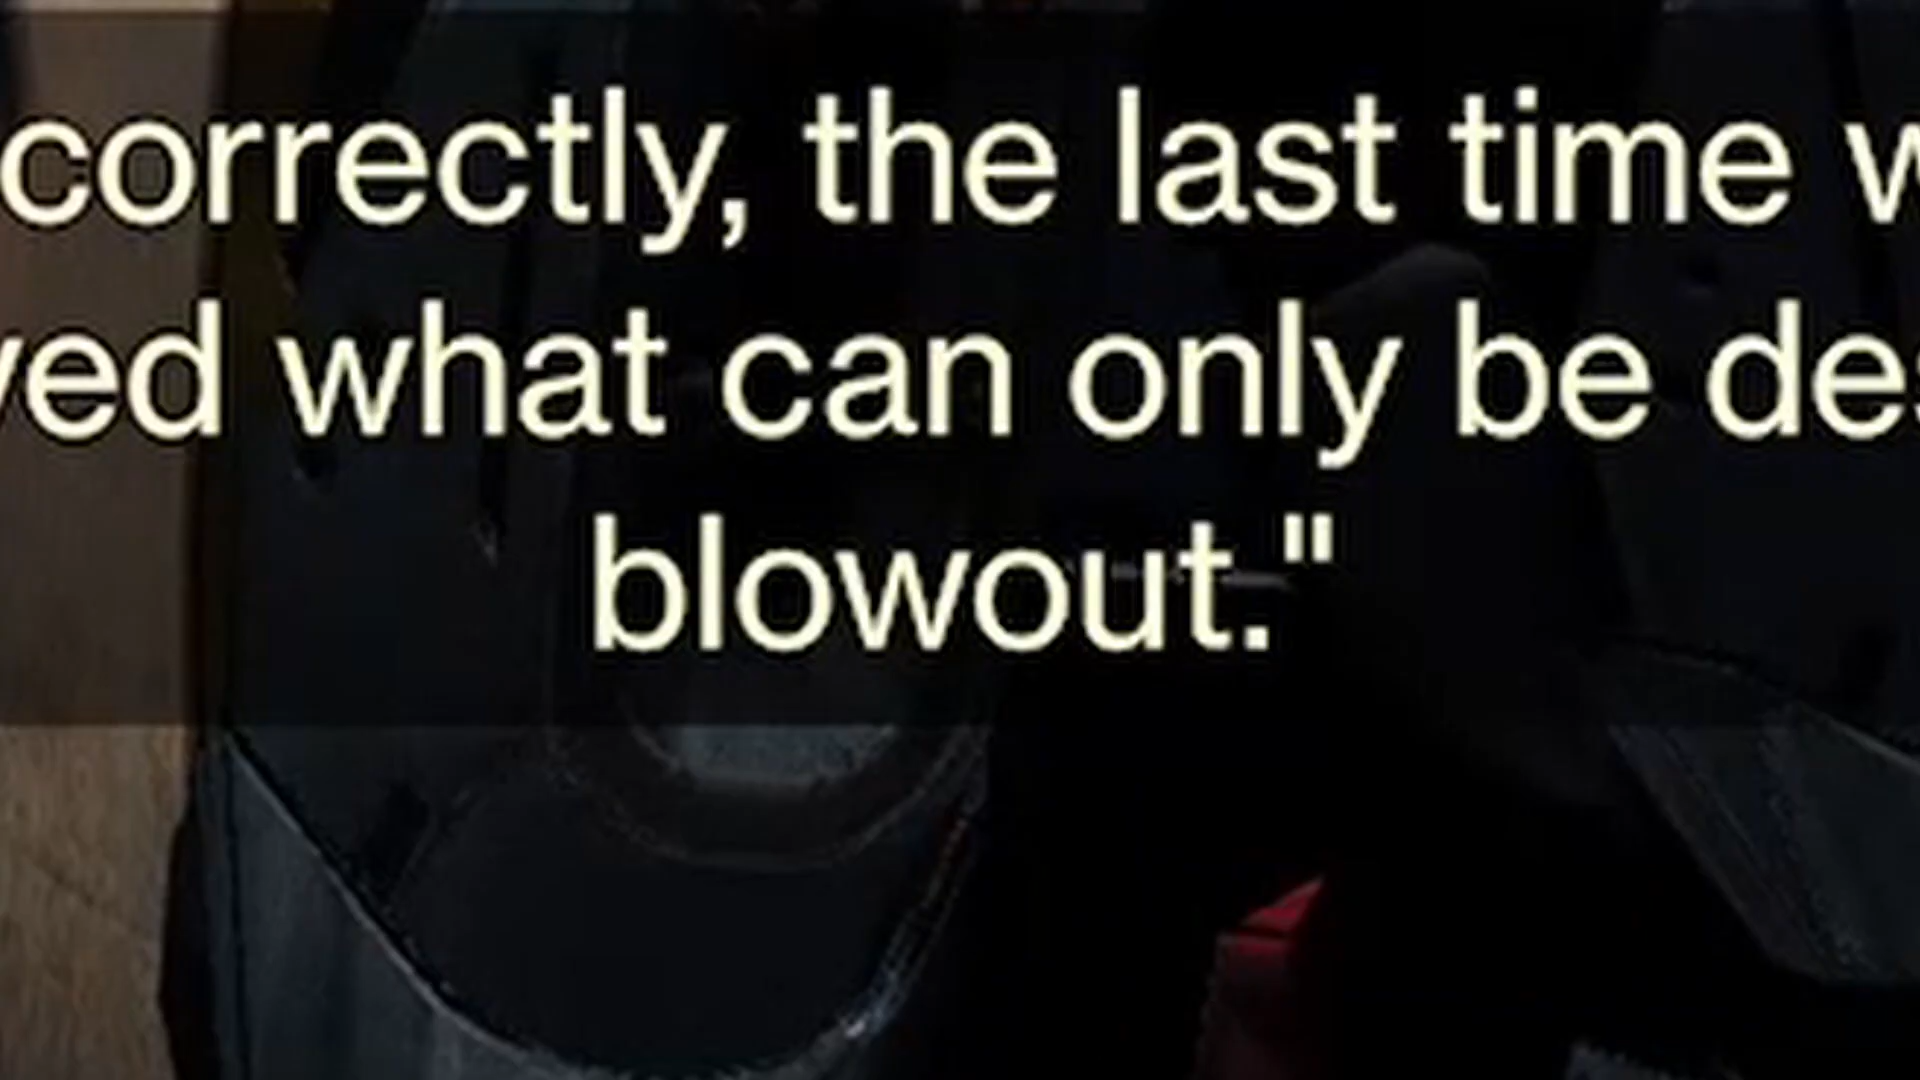 correctly, the last time w
ved what can only be des
blowout."